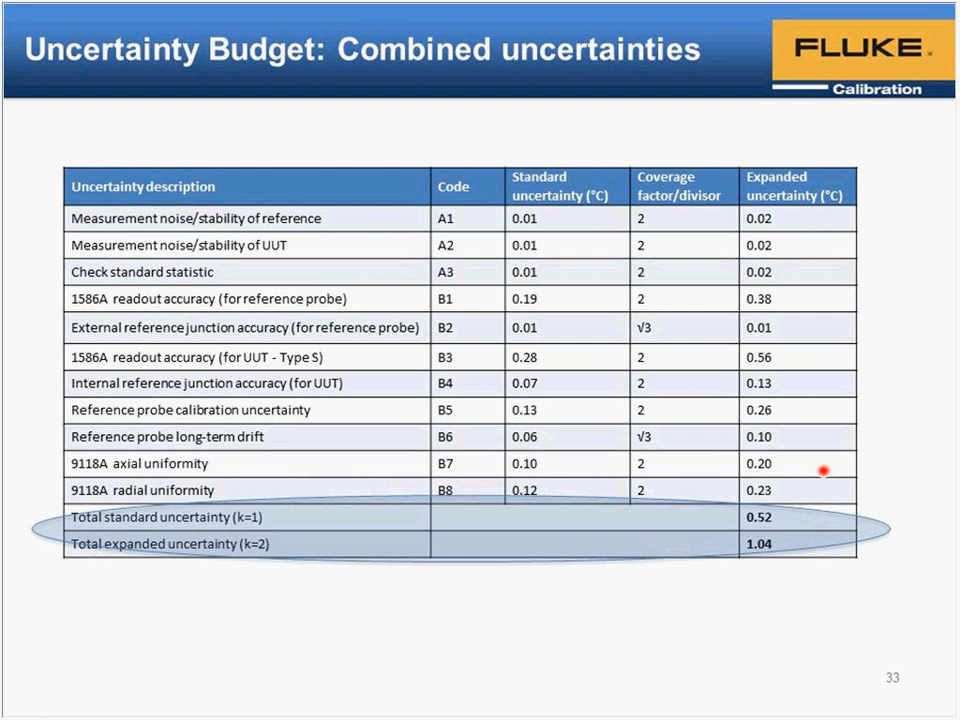 Uncertainty Budget: Combined uncertainties
FLUKE
Calibration
Uncertainty description Code Standard uncertainty (°C) Coverage factor/divisor Expanded uncertainty (°C)
Measurement noise/stability of reference A1 0.01 2 0.02
Measurement noise/stability of UUT A2 0.01 2 0.02
Check standard statistic A3 0.01 2 0.02
1586A readout accuracy (for reference probe) B1 0.19 2 0.38
External reference junction accuracy (for reference probe) B2 0.01 √3 0.01
1586A readout accuracy (for UUT - Type S) B3 0.28 2 0.56
Internal reference junction accuracy (for UUT) B4 0.07 2 0.13
Reference probe calibration uncertainty B5 0.13 2 0.26
Reference probe long-term drift B6 0.06 √3 0.10
9118A axial uniformity B7 0.10 2 0.20
9118A radial uniformity B8 0.12 2 0.23
Total standard uncertainty (k=1) 0.52
Total expanded uncertainty (k=2) 1.04
33